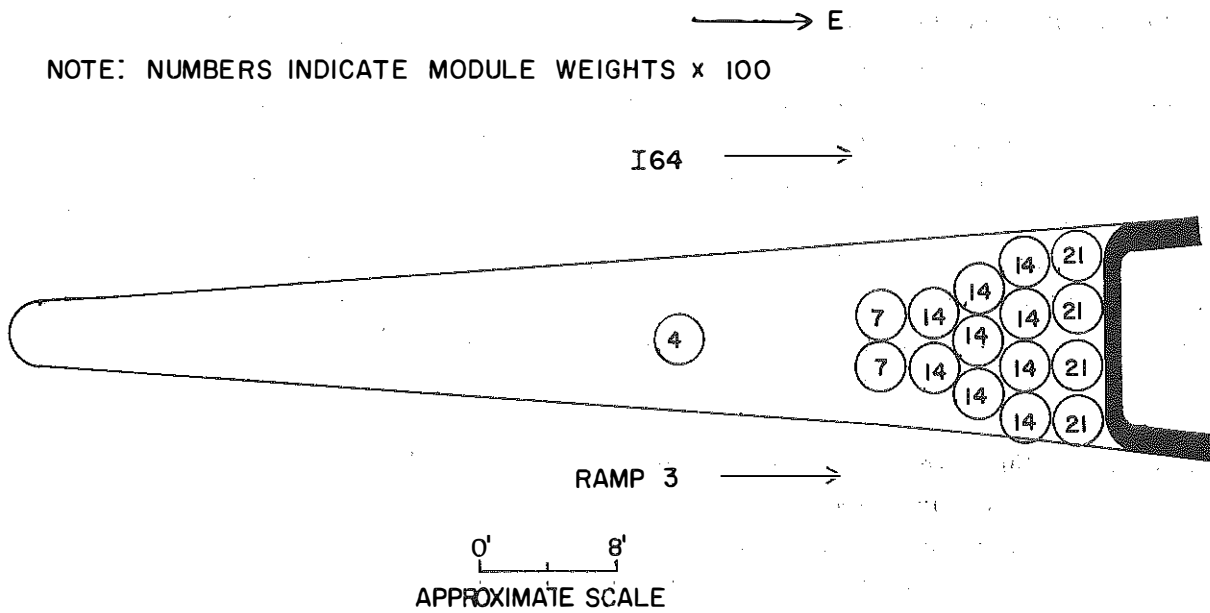 E
NOTE: NUMBERS INDICATE MODULE WEIGHTS x 100
I64
14 21
7 14 14 14 21
14
7 14 14 14 21
14 21
4
RAMP 3
0' 8'
APPROXIMATE SCALE